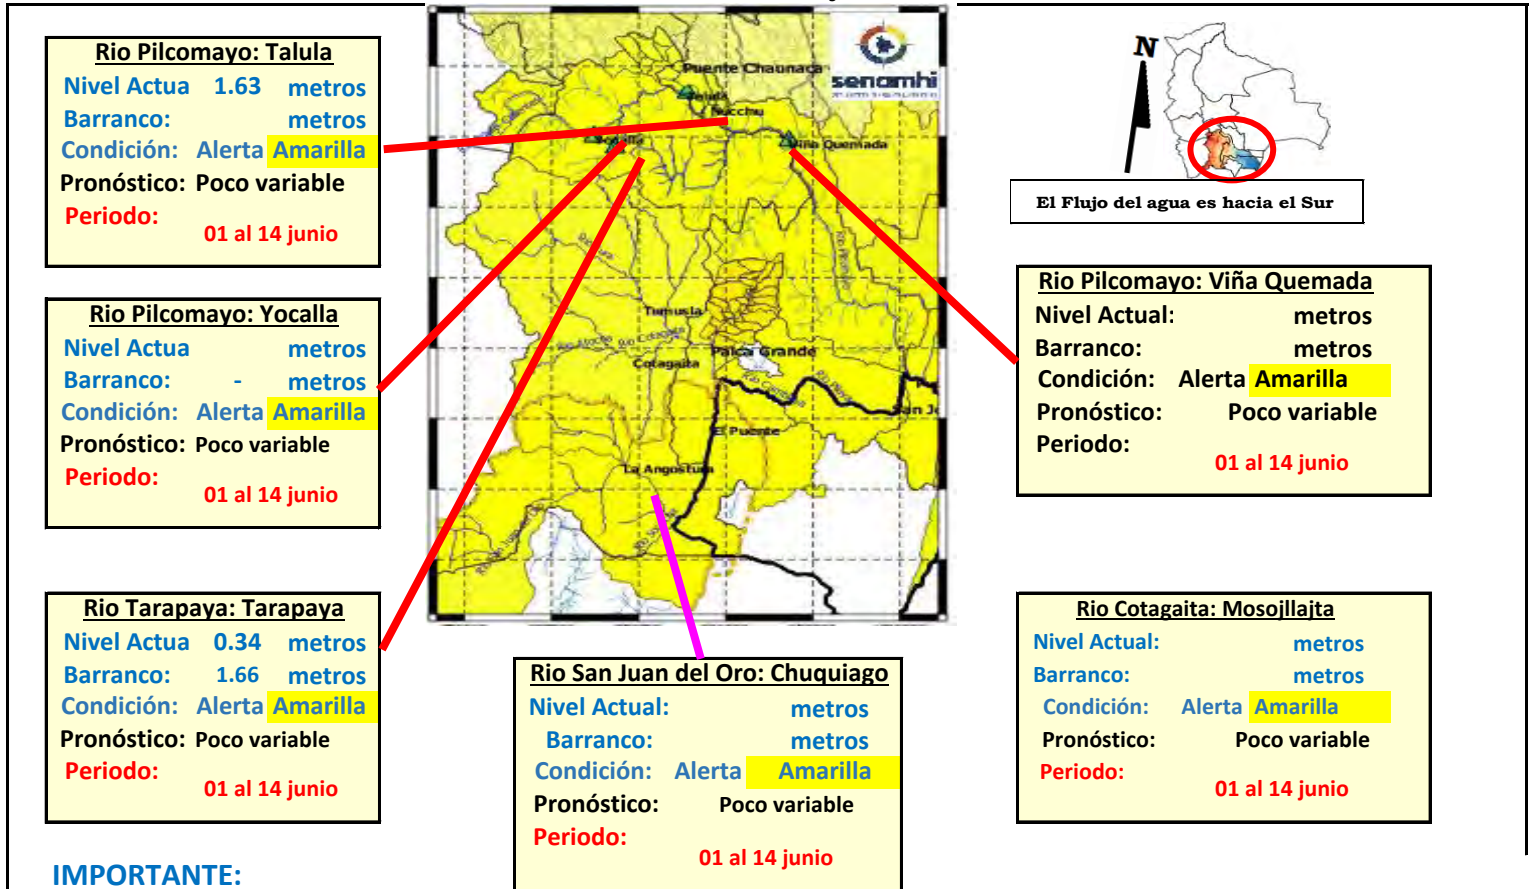 Rio Pilcomayo: Talula
Nivel Actua 1.63 metros
Barranco: metros
Condición: Alerta Amarilla
Pronóstico: Poco variable
Periodo:
01 al 14 junio
Rio Pilcomayo: Yocalla
Nivel Actua metros
Barranco: - metros
Condición: Alerta Amarilla
Pronóstico: Poco variable
Periodo:
01 al 14 junio
Rio Tarapaya: Tarapaya
Nivel Actua 0.34 metros
Barranco: 1.66 metros
Condición: Alerta Amarilla
Pronóstico: Poco variable
Periodo:
01 al 14 junio
IMPORTANTE:
senamhi
Puente Chaunaca
Viña Quemada
Tumusla
Rio Cotagaita
Palca Grande
Cotagaita
El Puente
La Angostura
Rio San Juan del Oro: Chuquiago
Nivel Actual: metros
Barranco: metros
Condición: Alerta Amarilla
Pronóstico: Poco variable
Periodo:
01 al 14 junio
N
El Flujo del agua es hacia el Sur
Rio Pilcomayo: Viña Quemada
Nivel Actual: metros
Barranco: metros
Condición: Alerta Amarilla
Pronóstico: Poco variable
Periodo:
01 al 14 junio
Rio Cotagaita: Mosojllajta
Nivel Actual: metros
Barranco: metros
Condición: Alerta Amarilla
Pronóstico: Poco variable
Periodo:
01 al 14 junio